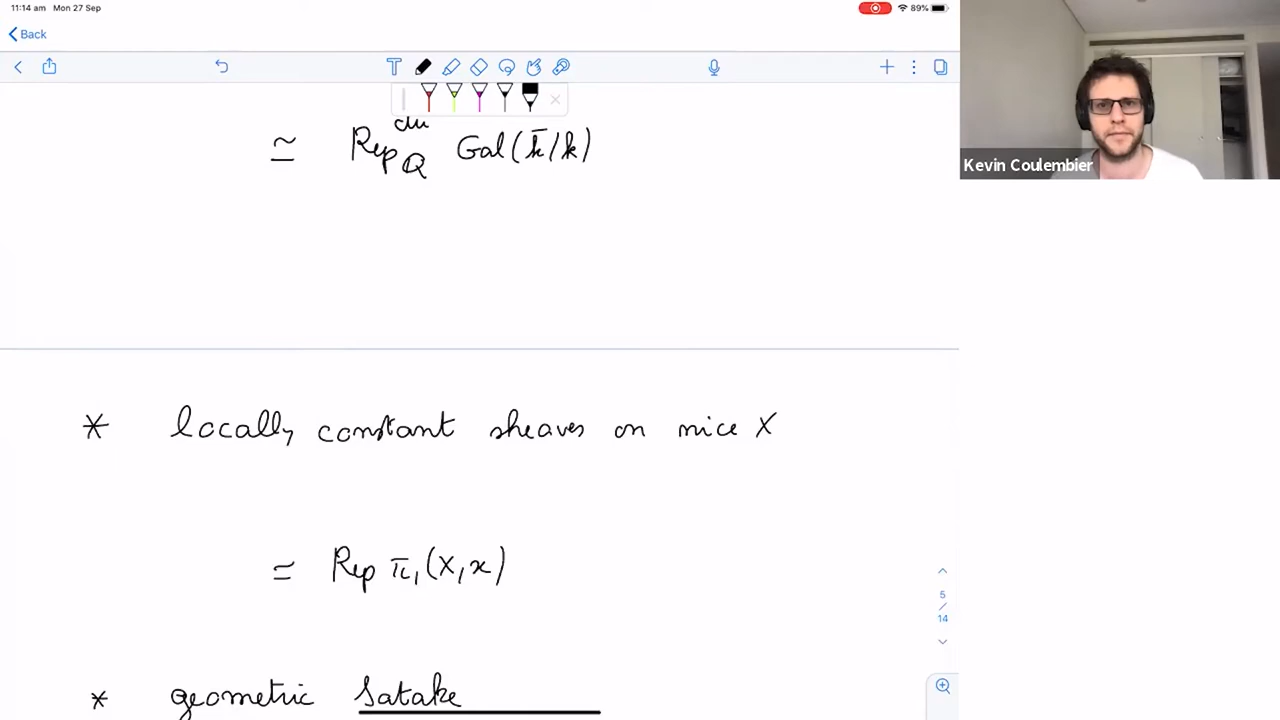 11:14 am Mon 27 Sep
89%
Back
≃ Rep_Q Gal(k̄/k)
Kevin Coulembier
* locally constant sheaves on nice X
≃ Rep π₁(X,x)
5
/
14
* geometric Satake